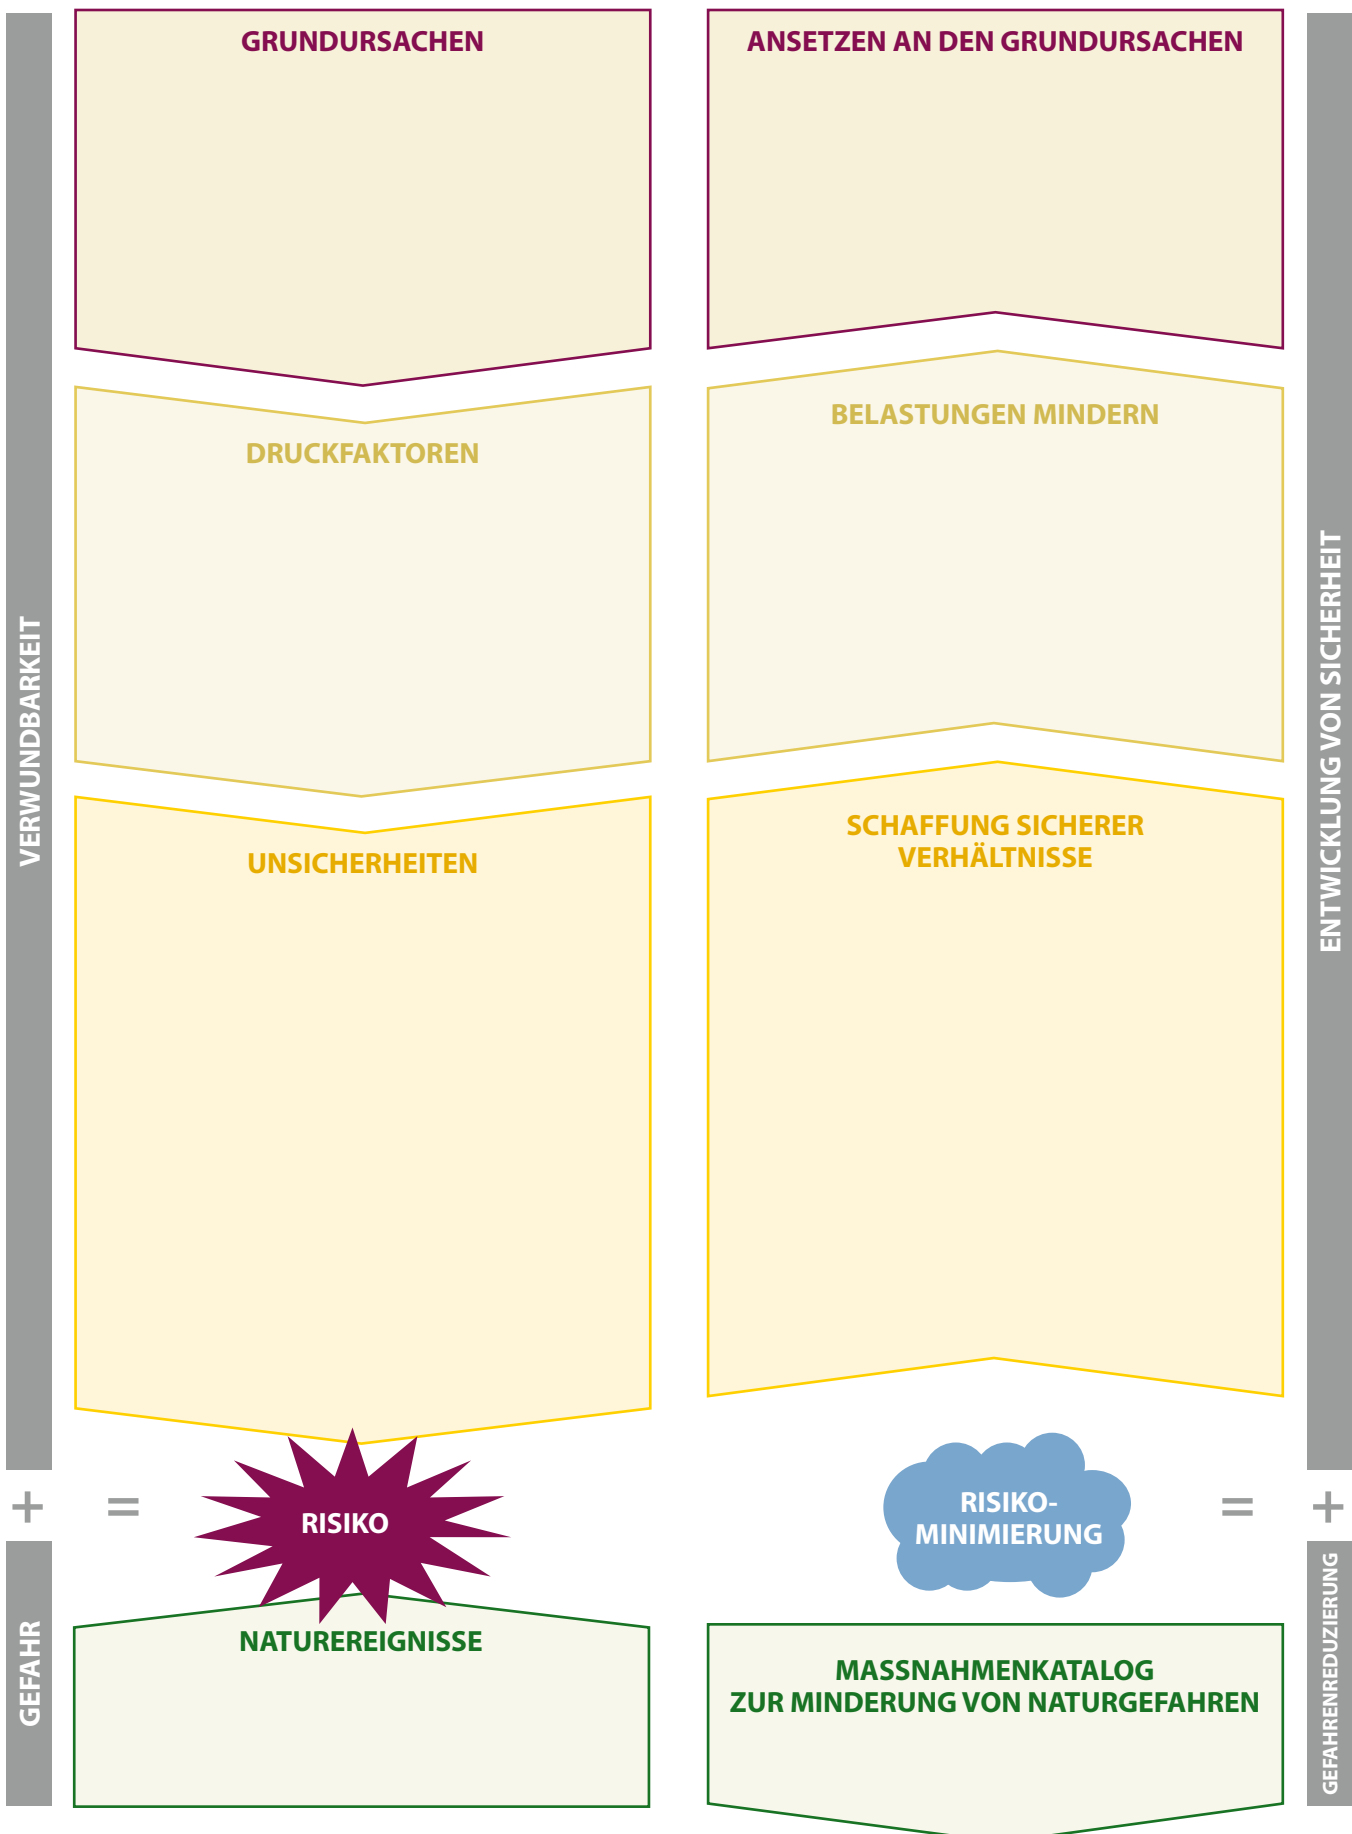 GRUNDURSACHEN
DRUCKFAKTOREN
UNSICHERHEITEN
VERWUNDBARKEIT
+
=
RISIKO
GEFAHR
NATUREREIGNISSE
ANSETZEN AN DEN GRUNDURSACHEN
BELASTUNGEN MINDERN
SCHAFFUNG SICHERER
VERHÄLTNISSE
ENTWICKLUNG VON SICHERHEIT
RISIKO-
MINIMIERUNG
=
+
MASSNAHMENKATALOG
ZUR MINDERUNG VON NATURGEFAHREN
GEFAHRENREDUZIERUNG